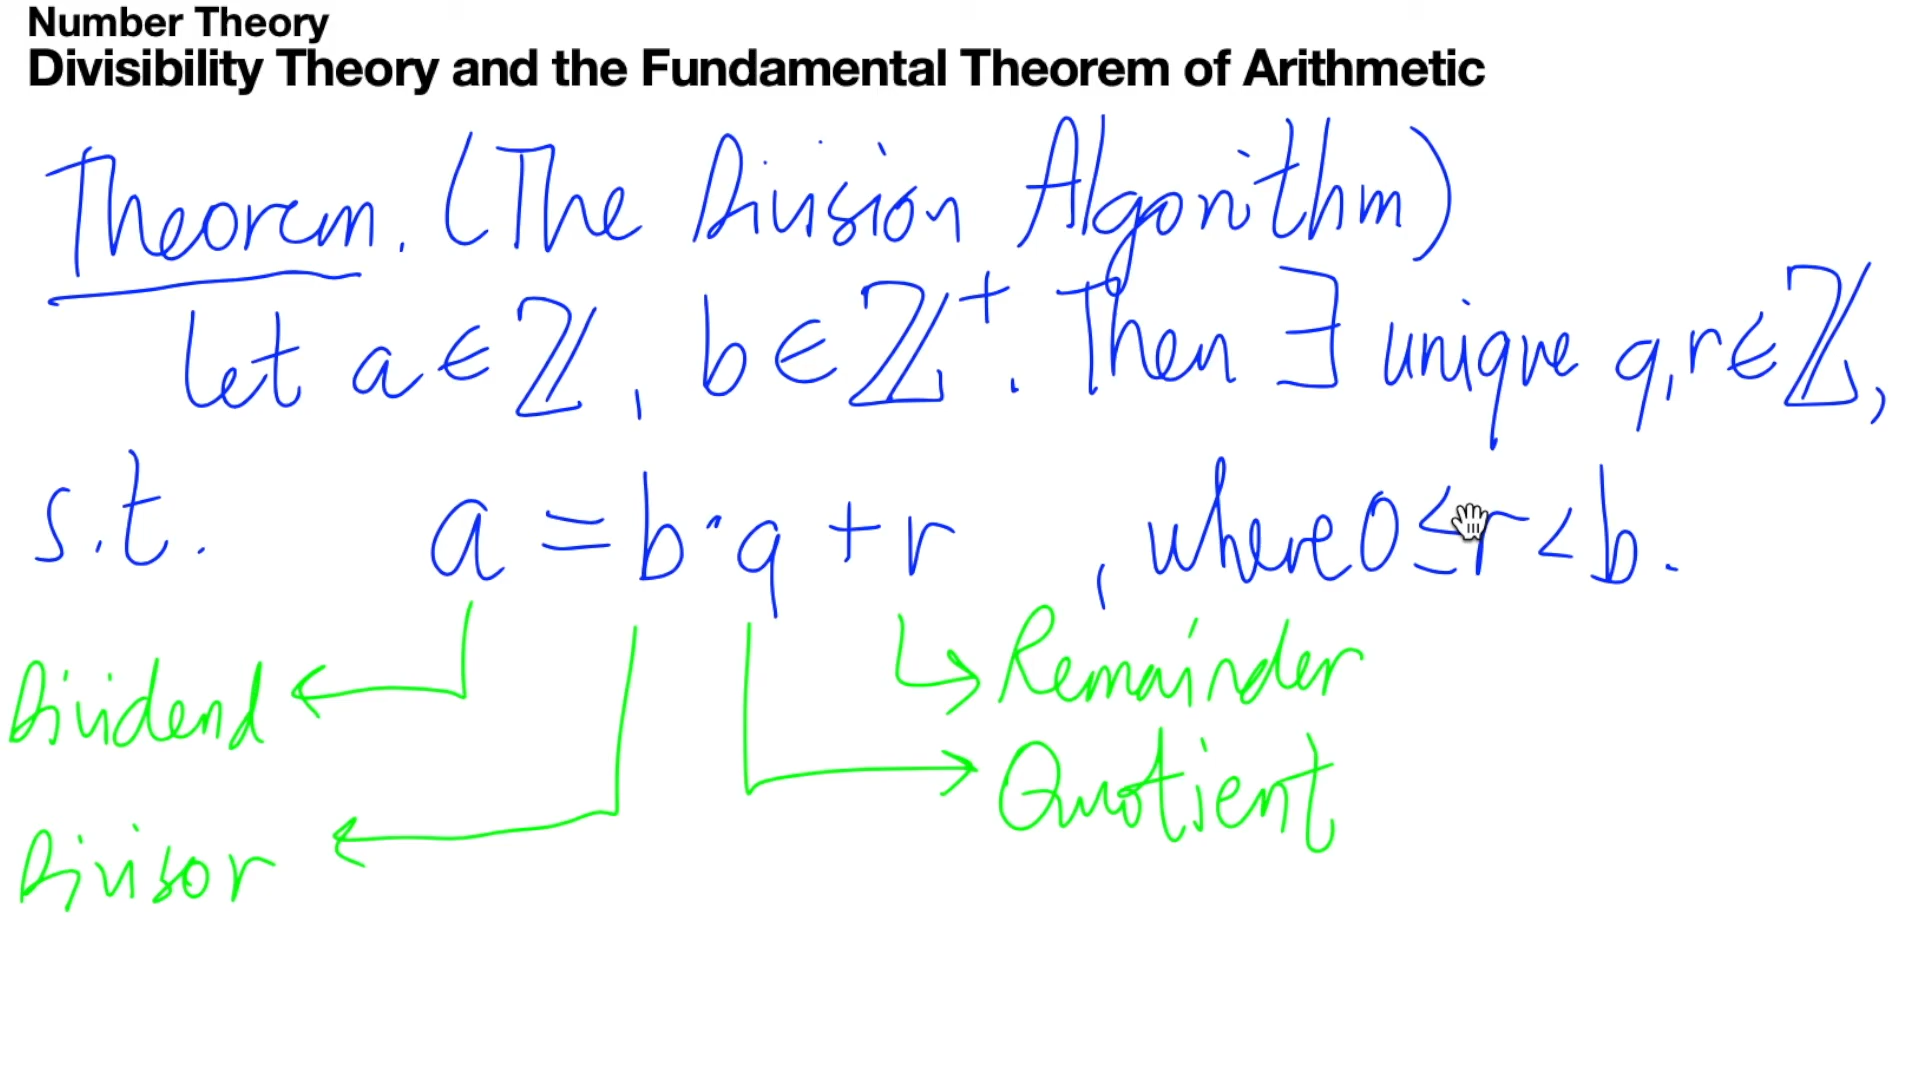 Number Theory
Divisibility Theory and the Fundamental Theorem of Arithmetic
Theorem. (The Division Algorithm)
Let a ∈ ℤ, b ∈ ℤ⁺. Then ∃ unique q, r ∈ ℤ,
s.t. a = b · q + r , where 0 ≤ r < b.
Dividend Remainder
Quotient
Divisor